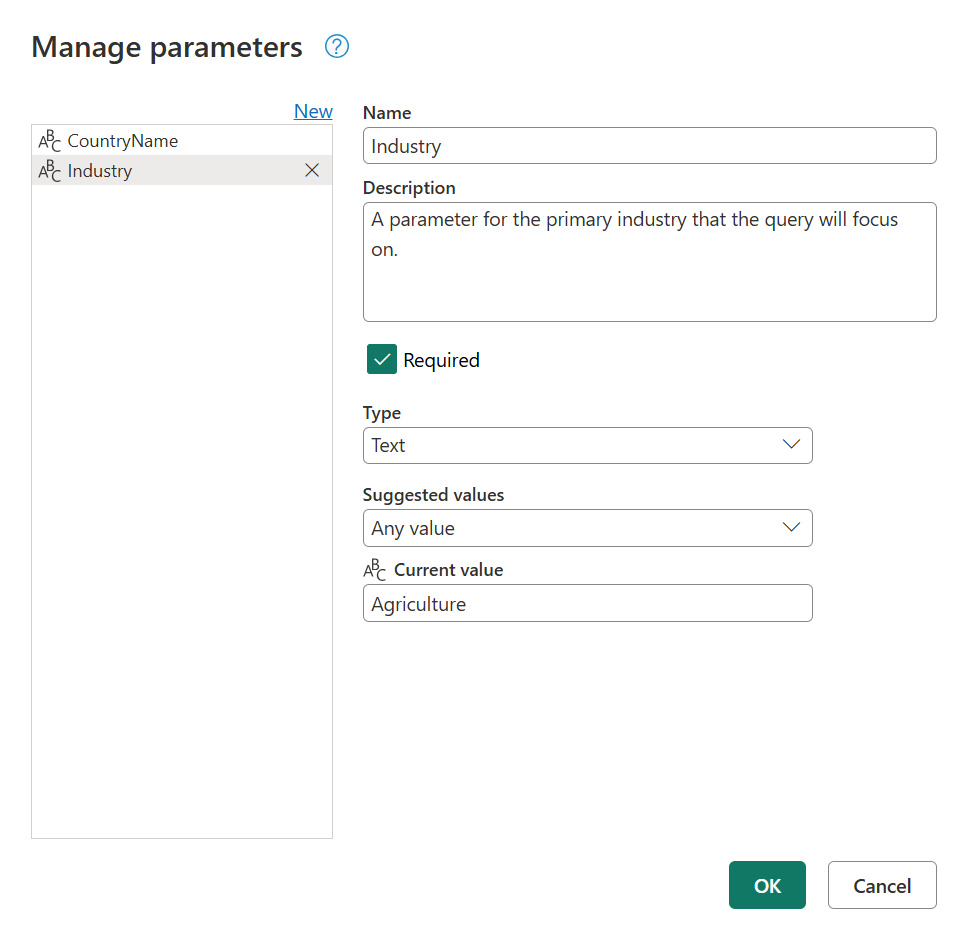 Manage parameters ?
New
ABC CountryName
ABC Industry
Name
Industry
Description
A parameter for the primary industry that the query will focus
on.
Required
Type
Text
Suggested values
Any value
ABC Current value
Agriculture
OK
Cancel